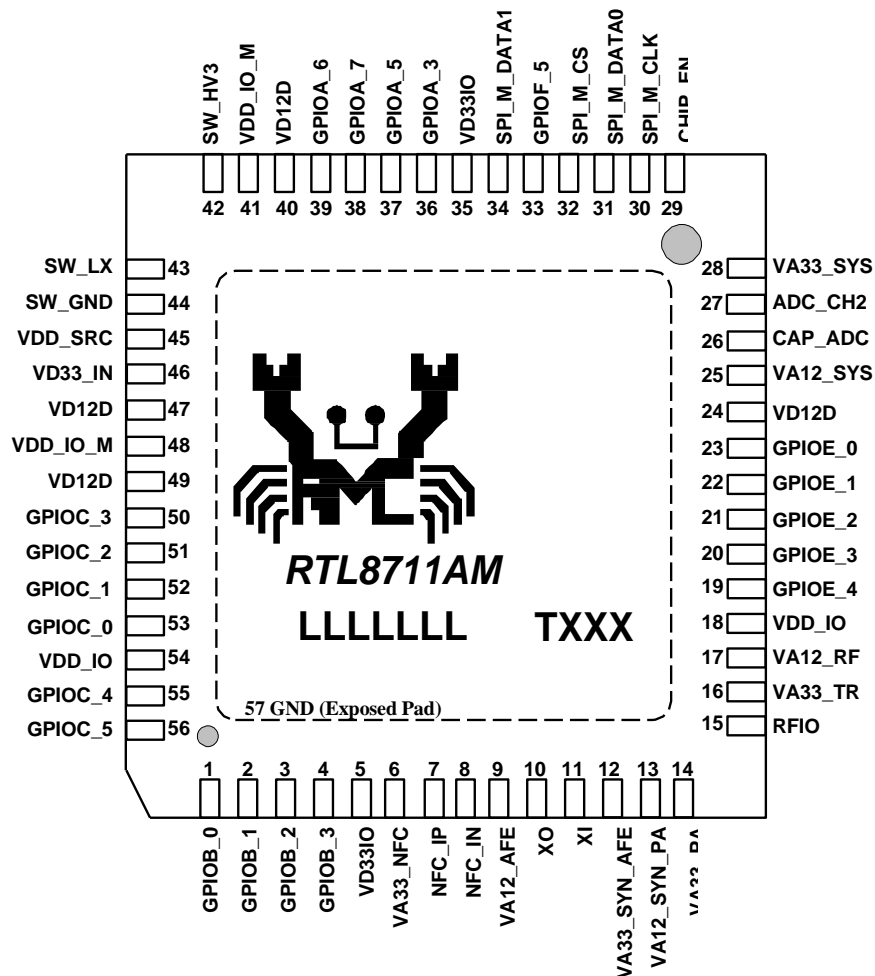 SW_HV3
VDD_IO_M
VD12D
GPIOA_6
GPIOA_7
GPIOA_5
GPIOA_3
VD33IO
SPI_M_DATA1
GPIOF_5
SPI_M_CS
SPI_M_DATA0
SPI_M_CLK
CHIP_EN
42 41 40 39 38 37 36 35 34 33 32 31 30 29
SW_LX 43
SW_GND 44
VDD_SRC 45
VD33_IN 46
VD12D 47
VDD_IO_M 48
VD12D 49
GPIOC_3 50
GPIOC_2 51
GPIOC_1 52
GPIOC_0 53
VDD_IO 54
GPIOC_4 55
GPIOC_5 56
RTL8711AM
LLLLLLL TXXX
57 GND (Exposed Pad)
28 VA33_SYS
27 ADC_CH2
26 CAP_ADC
25 VA12_SYS
24 VD12D
23 GPIOE_0
22 GPIOE_1
21 GPIOE_2
20 GPIOE_3
19 GPIOE_4
18 VDD_IO
17 VA12_RF
16 VA33_TR
15 RFIO
1 2 3 4 5 6 7 8 9 10 11 12 13 14
GPIOB_0
GPIOB_1
GPIOB_2
GPIOB_3
VD33IO
VA33_NFC
NFC_IP
NFC_IN
VA12_AFE
XO
XI
VA33_SYN_AFE
VA12_SYN_PA
VA33_PA